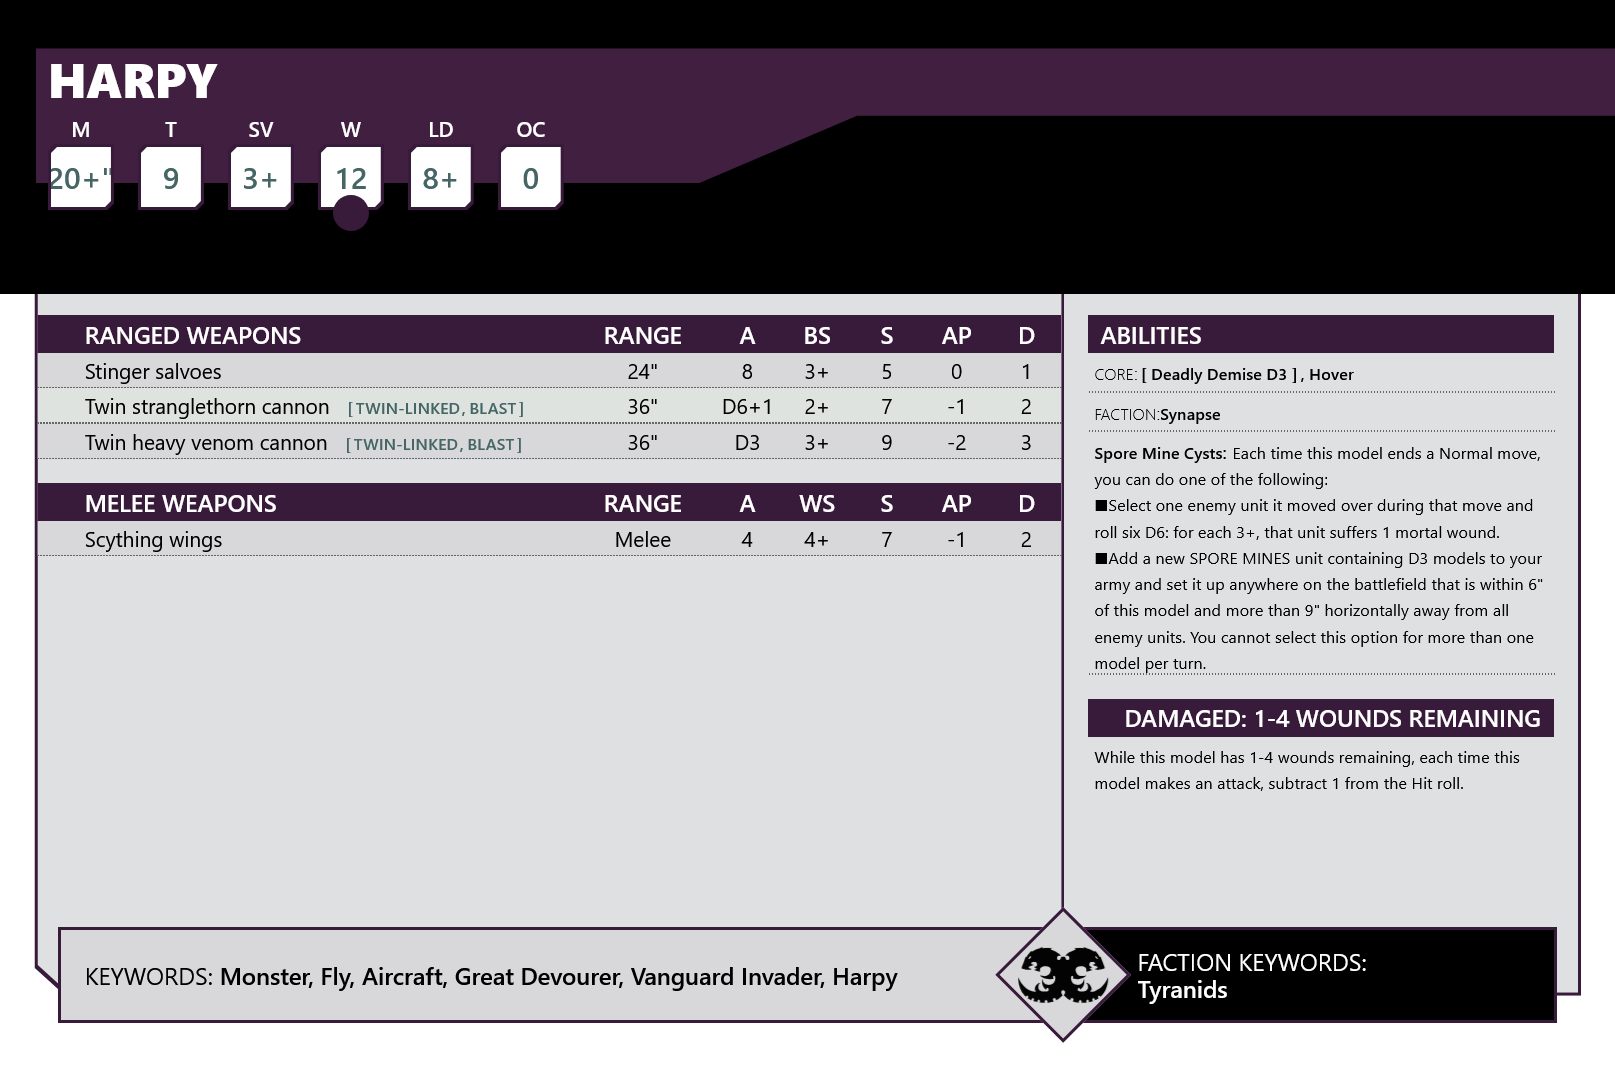 HARPY
M T SV W LD OC
20+" 9 3+ 12 8+ 0
RANGED WEAPONS RANGE A BS S AP D
Stinger salvoes 24" 8 3+ 5 0 1
Twin stranglethorn cannon [TWIN-LINKED, BLAST] 36" D6+1 2+ 7 -1 2
Twin heavy venom cannon [TWIN-LINKED, BLAST] 36" D3 3+ 9 -2 3
MELEE WEAPONS RANGE A WS S AP D
Scything wings Melee 4 4+ 7 -1 2
ABILITIES
CORE: [ Deadly Demise D3 ] , Hover
FACTION:Synapse
Spore Mine Cysts: Each time this model ends a Normal move,
you can do one of the following:
■Select one enemy unit it moved over during that move and
roll six D6: for each 3+, that unit suffers 1 mortal wound.
■Add a new SPORE MINES unit containing D3 models to your
army and set it up anywhere on the battlefield that is within 6"
of this model and more than 9" horizontally away from all
enemy units. You cannot select this option for more than one
model per turn.
DAMAGED: 1-4 WOUNDS REMAINING
While this model has 1-4 wounds remaining, each time this
model makes an attack, subtract 1 from the Hit roll.
KEYWORDS: Monster, Fly, Aircraft, Great Devourer, Vanguard Invader, Harpy
FACTION KEYWORDS:
Tyranids